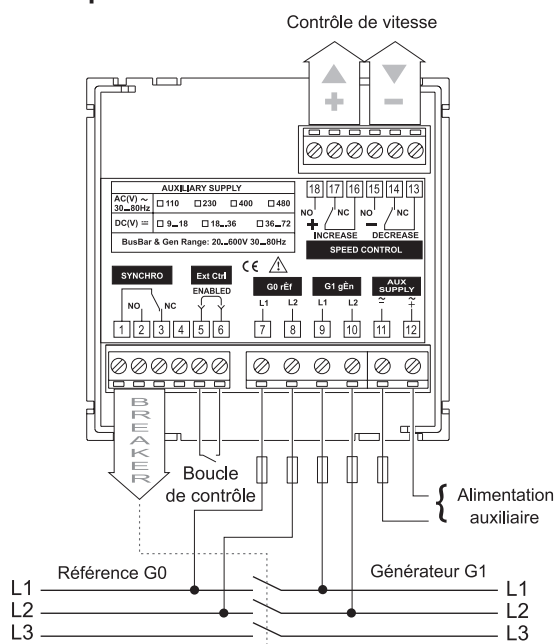 Contrôle de vitesse
+ −
18 17 16 15 14 13
NO NC NO NC
+ −
INCREASE DECREASE
SPEED CONTROL
AUXILIARY SUPPLY
AC(V) ~ 30...80Hz 110 230 400 480
DC(V) 9...18 18...36 36...72
BusBar & Gen Range: 20...600V 30...80Hz
CE
SYNCHRO Ext Ctrl G0 rÉf G1 gÉn AUX SUPPLY
ENABLED
NO NC L1 L2 L1 L2
1 2 3 4 5 6 7 8 9 10 11 12
BREAKER
Boucle
de contrôle
Alimentation
auxiliaire
Référence G0 Générateur G1
L1 L1
L2 L2
L3 L3